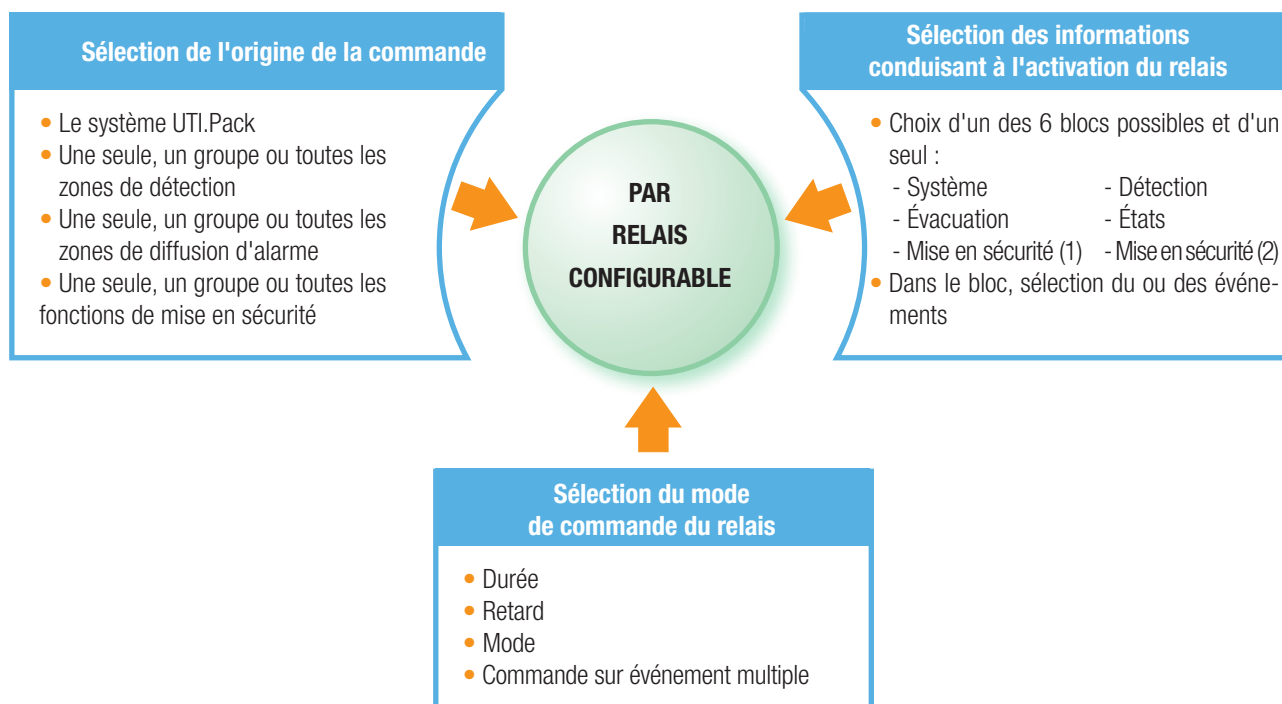 Sélection de l'origine de la commande
• Le système UTI.Pack
• Une seule, un groupe ou toutes les
zones de détection
• Une seule, un groupe ou toutes les
zones de diffusion d'alarme
• Une seule, un groupe ou toutes les
fonctions de mise en sécurité
PAR
RELAIS
CONFIGURABLE
Sélection des informations
conduisant à l'activation du relais
• Choix d'un des 6 blocs possibles et d'un
seul :
- Système - Détection
- Évacuation - États
- Mise en sécurité (1) - Mise en sécurité (2)
• Dans le bloc, sélection du ou des événe-
ments
Sélection du mode
de commande du relais
• Durée
• Retard
• Mode
• Commande sur événement multiple